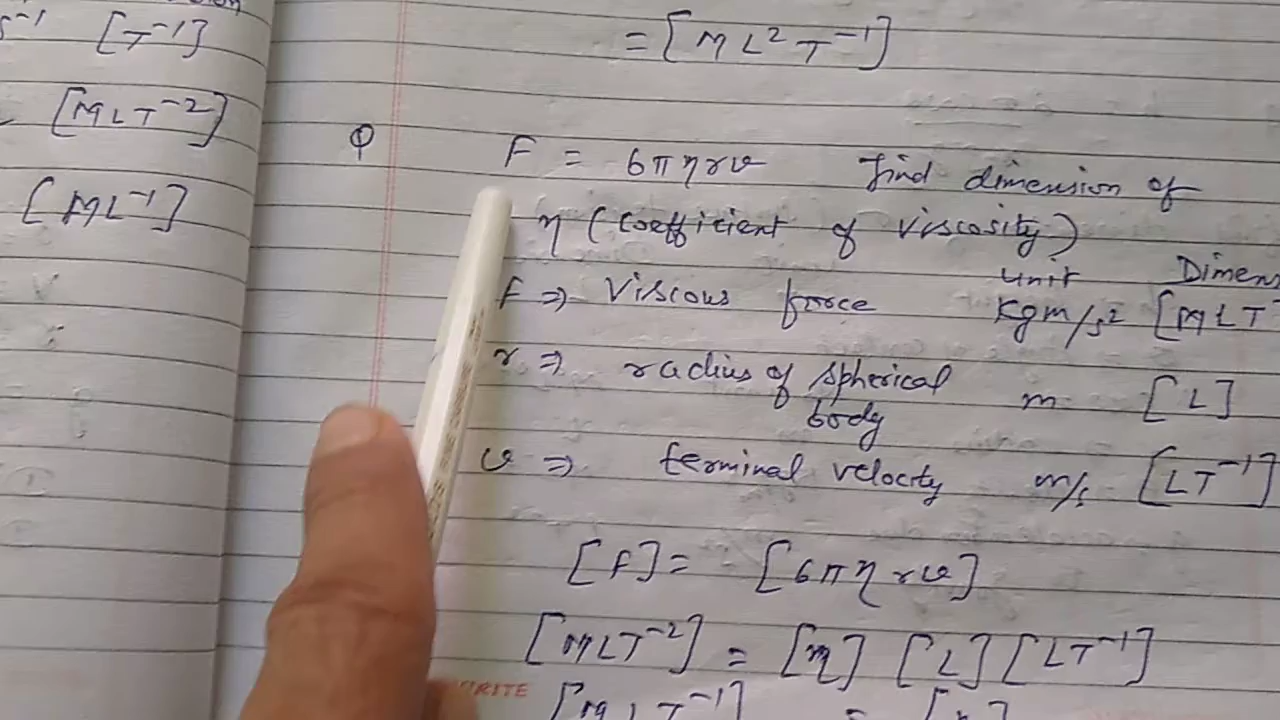 [T⁻¹]
[MLT⁻²]
[ML⁻¹]
= [ML²T⁻¹]
Q F = 6πηrv find dimension of
η (coefficient of viscosity)
unit Dimens
F ⇒ Viscous force Kgm/s² [MLT
r ⇒ radius of spherical body m [L]
v ⇒ terminal velocity m/s [LT⁻¹]
[F] = [6πηrv]
[MLT⁻²] = [η] [L] [LT⁻¹]